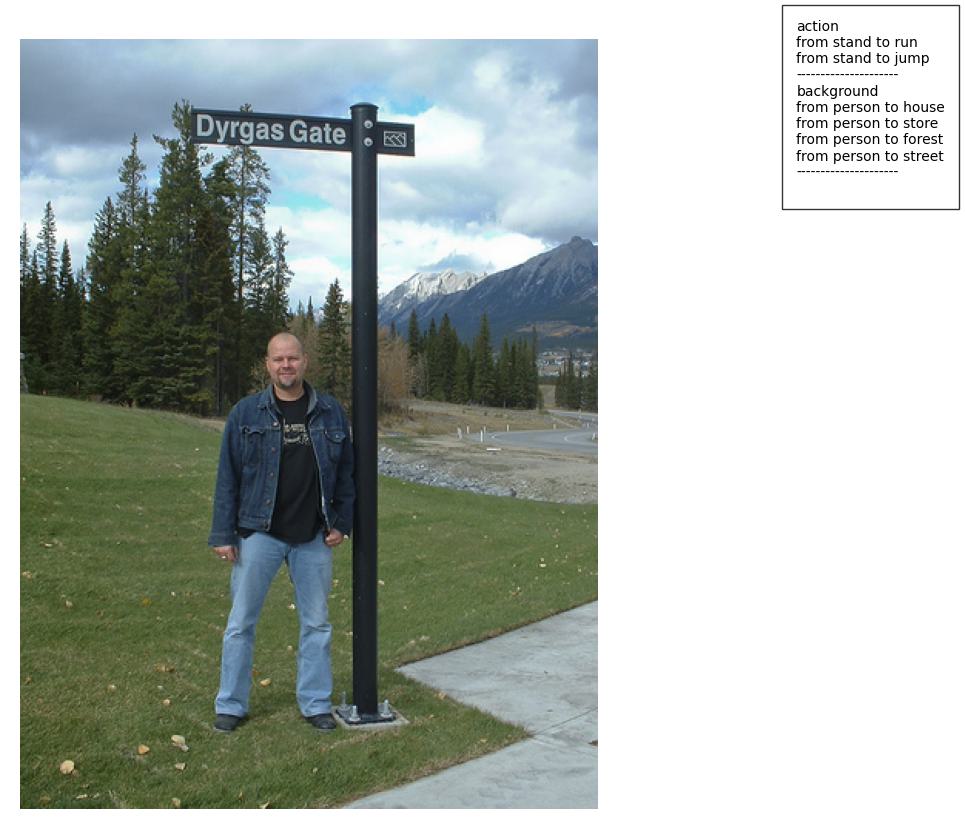 Dyrgas Gate
action
from stand to run
from stand to jump
---------------------
background
from person to house
from person to store
from person to forest
from person to street
---------------------